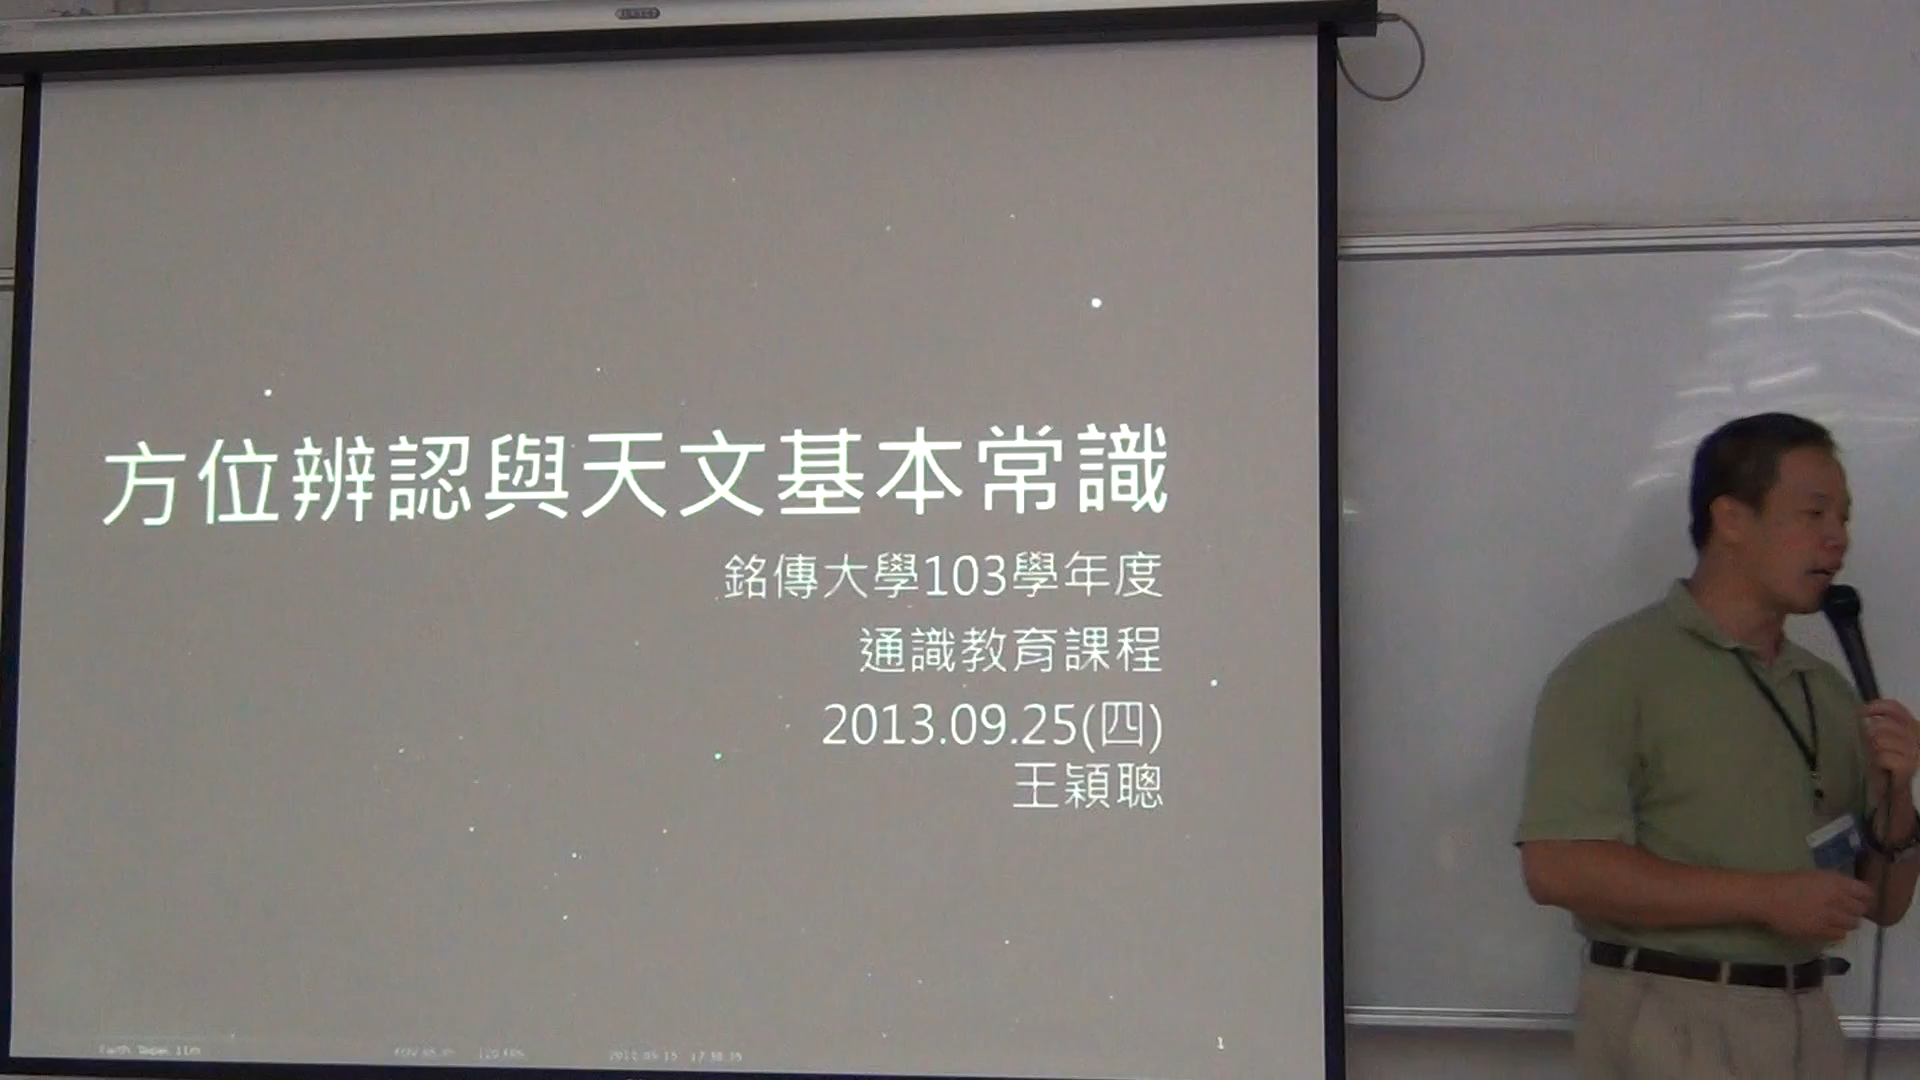 方位辨認與天文基本常識
銘傳大學103學年度
通識教育課程
2013.09.25(四)
王穎聰
1